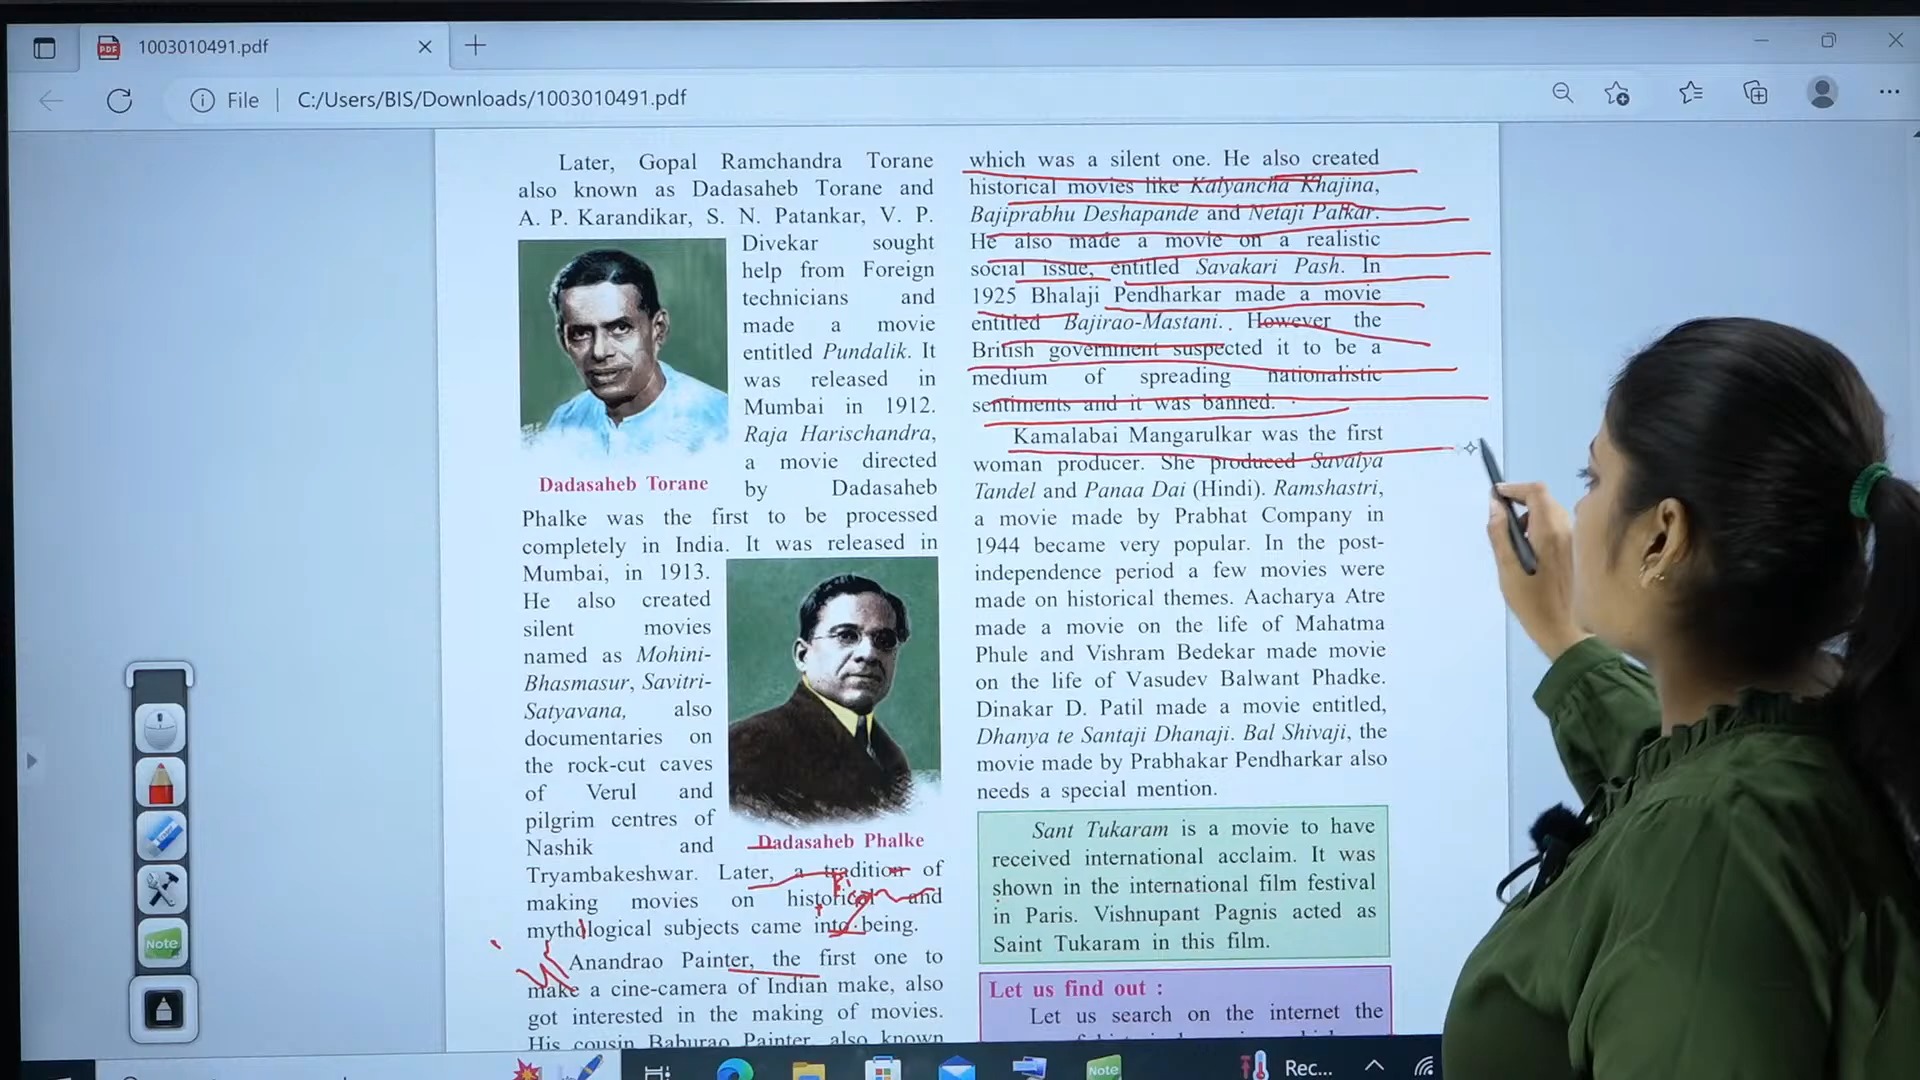 1003010491.pdf
File
C:/Users/BIS/Downloads/1003010491.pdf
Later, Gopal Ramchandra Torane
also known as Dadasaheb Torane and
A. P. Karandikar, S. N. Patankar, V. P.
Divekar sought
help from Foreign
technicians and
made a movie
entitled Pundalik. It
was released in
Mumbai in 1912.
Raja Harischandra,
a movie directed
by Dadasaheb
Dadasaheb Torane
Phalke was the first to be processed
completely in India. It was released in
Mumbai, in 1913.
He also created
silent movies
named as Mohini-
Bhasmasur, Savitri-
Satyavana, also
documentaries on
the rock-cut caves
of Verul and
pilgrim centres of
Nashik and
Dadasaheb Phalke
Tryambakeshwar. Later, a tradition of
making movies on historical and
mythological subjects came into being.
Anandrao Painter, the first one to
make a cine-camera of Indian make, also
got interested in the making of movies.
His cousin Baburao Painter, also known
which was a silent one. He also created
historical movies like Kalyancha Khajina,
Bajiprabhu Deshapande and Netaji Palkar.
He also made a movie on a realistic
social issue, entitled Savakari Pash. In
1925 Bhalaji Pendharkar made a movie
entitled Bajirao-Mastani. . However the
British government suspected it to be a
medium of spreading nationalistic
sentiments and it was banned.
Kamalabai Mangarulkar was the first
woman producer. She produced Savalya
Tandel and Panaa Dai (Hindi). Ramshastri,
a movie made by Prabhat Company in
1944 became very popular. In the post-
independence period a few movies were
made on historical themes. Aacharya Atre
made a movie on the life of Mahatma
Phule and Vishram Bedekar made movie
on the life of Vasudev Balwant Phadke.
Dinakar D. Patil made a movie entitled,
Dhanya te Santaji Dhanaji. Bal Shivaji, the
movie made by Prabhakar Pendharkar also
needs a special mention.
Sant Tukaram is a movie to have
received international acclaim. It was
shown in the international film festival
in Paris. Vishnupant Pagnis acted as
Saint Tukaram in this film.
Let us find out :
Let us search on the internet the
Note
Note
Rec...